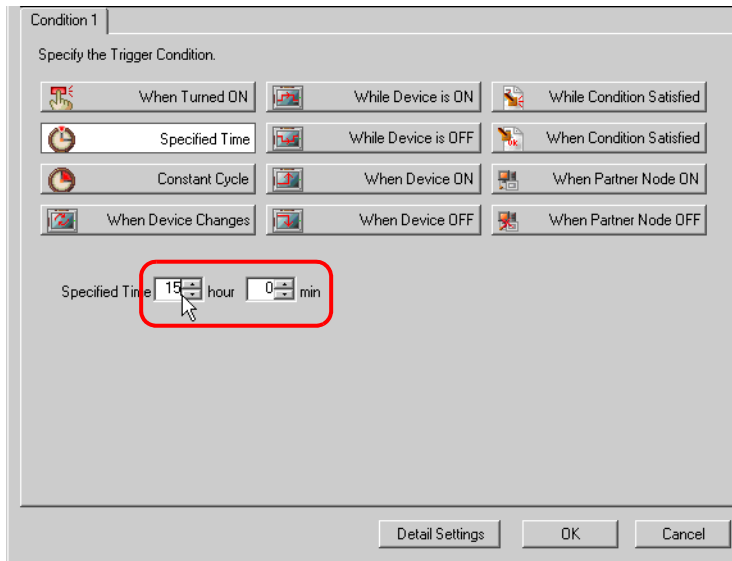 Condition 1
Specify the Trigger Condition.
When Turned ON While Device is ON While Condition Satisfied
Specified Time While Device is OFF When Condition Satisfied
Constant Cycle When Device ON When Partner Node ON
When Device Changes When Device OFF When Partner Node OFF
Specified Time 15 hour 0 min
Detail Settings OK Cancel